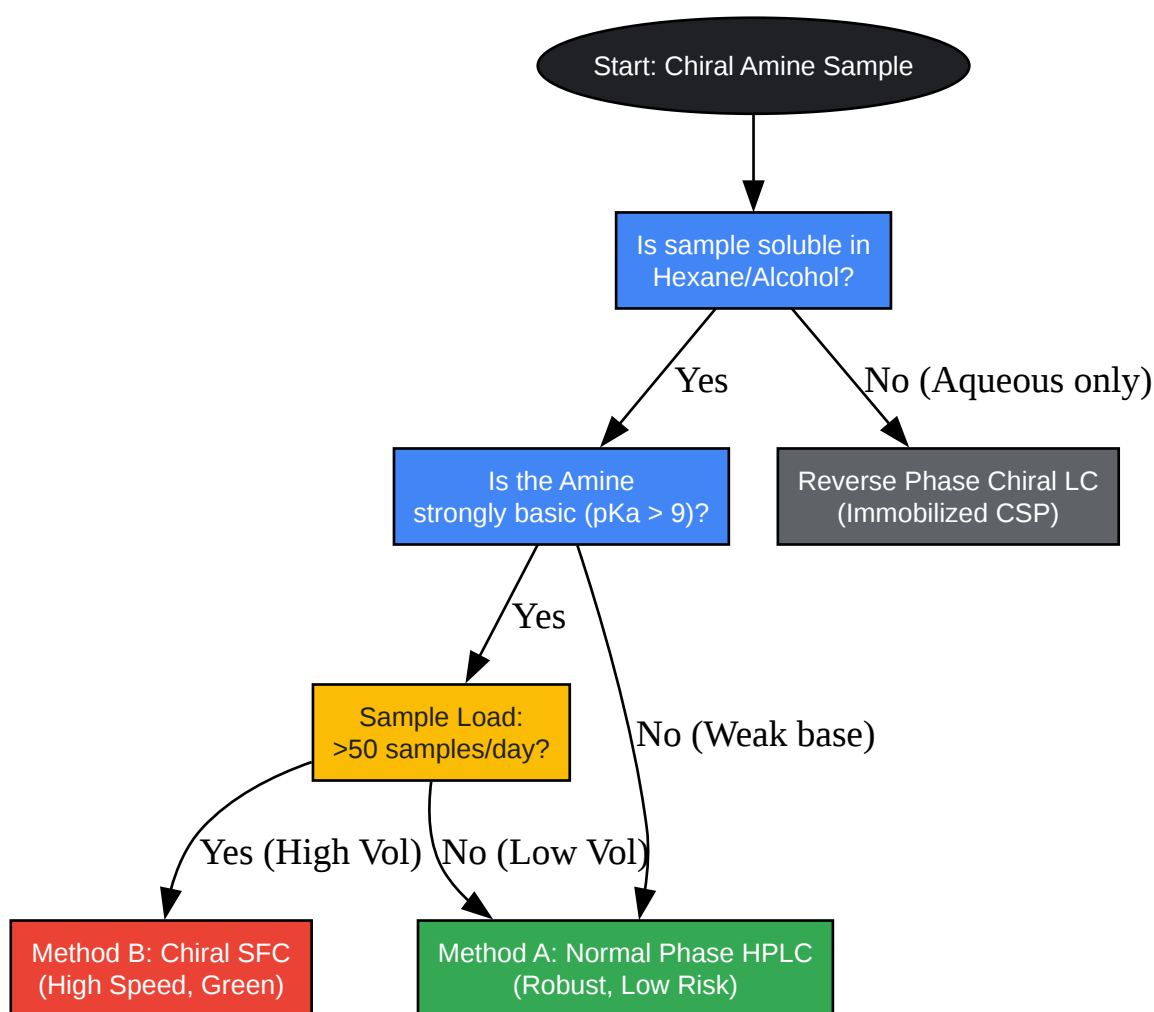 Start: Chiral Amine Sample
Is sample soluble in
Hexane/Alcohol?
Yes
No (Aqueous only)
Is the Amine
strongly basic (pKa > 9)?
Reverse Phase Chiral LC
(Immobilized CSP)
Yes
Sample Load:
>50 samples/day?
No (Weak base)
Yes (High Vol)
No (Low Vol)
Method B: Chiral SFC
(High Speed, Green)
Method A: Normal Phase HPLC
(Robust, Low Risk)